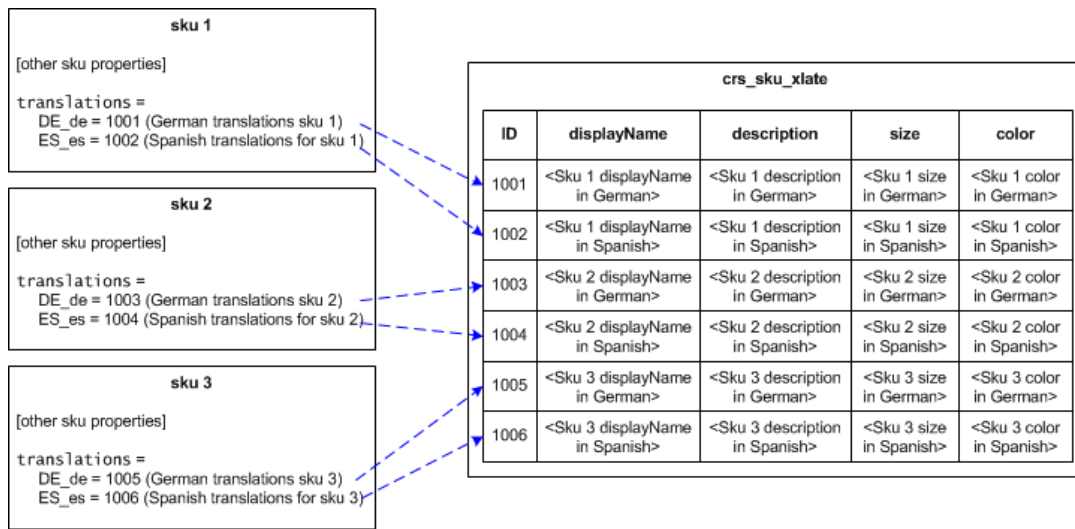 sku 1
[other sku properties]
translations =
DE_de = 1001 (German translations sku 1)
ES_es = 1002 (Spanish translations for sku 1)
sku 2
[other sku properties]
translations =
DE_de = 1003 (German translations sku 2)
ES_es = 1004 (Spanish translations for sku 2)
sku 3
[other sku properties]
translations =
DE_de = 1005 (German translations sku 3)
ES_es = 1006 (Spanish translations for sku 3)
crs_sku_xlate
ID displayName description size color
1001 <Sku 1 displayName <Sku 1 description <Sku 1 size <Sku 1 color
in German> in German> in German> in German>
1002 <Sku 1 displayName <Sku 1 description <Sku 1 size <Sku 1 color
in Spanish> in Spanish> in Spanish> in Spanish>
1003 <Sku 2 displayName <Sku 2 description <Sku 2 size <Sku 2 color
in German> in German> in German> in German>
1004 <Sku 2 displayName <Sku 2 description <Sku 2 size <Sku 2 color
in Spanish> in Spanish> in Spanish> in Spanish>
1005 <Sku 3 displayName <Sku 3 description <Sku 3 size <Sku 3 color
in German> in German> in German> in German>
1006 <Sku 3 displayName <Sku 3 description <Sku 3 size <Sku 3 color
in Spanish> in Spanish> in Spanish> in Spanish>